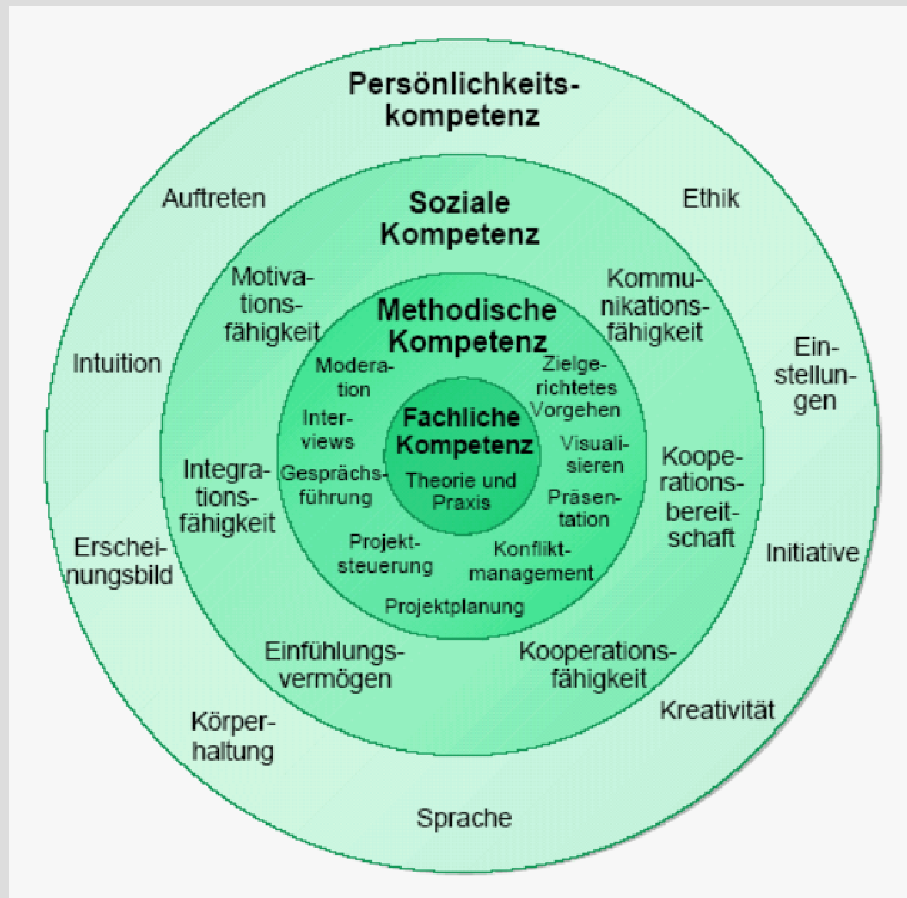 Persönlichkeits-
kompetenz
Auftreten
Ethik
Intuition
Ein-
stellun-
gen
Erschei-
nungsbild
Initiative
Körper-
haltung
Kreativität
Sprache
Soziale
Kompetenz
Motiva-
tions-
fähigkeit
Kommu-
nikations-
fähigkeit
Integra-
tions-
fähigkeit
Koope-
rations-
bereit-
schaft
Einfühlungs-
vermögen
Kooperations-
fähigkeit
Methodische
Kompetenz
Modera-
tion
Zielge-
richtetes
Vorgehen
Inter-
views
Visuali-
sieren
Gesprächs-
führung
Präsen-
tation
Projekt-
steuerung
Konflikt-
management
Projektplanung
Fachliche
Kompetenz
Theorie und
Praxis